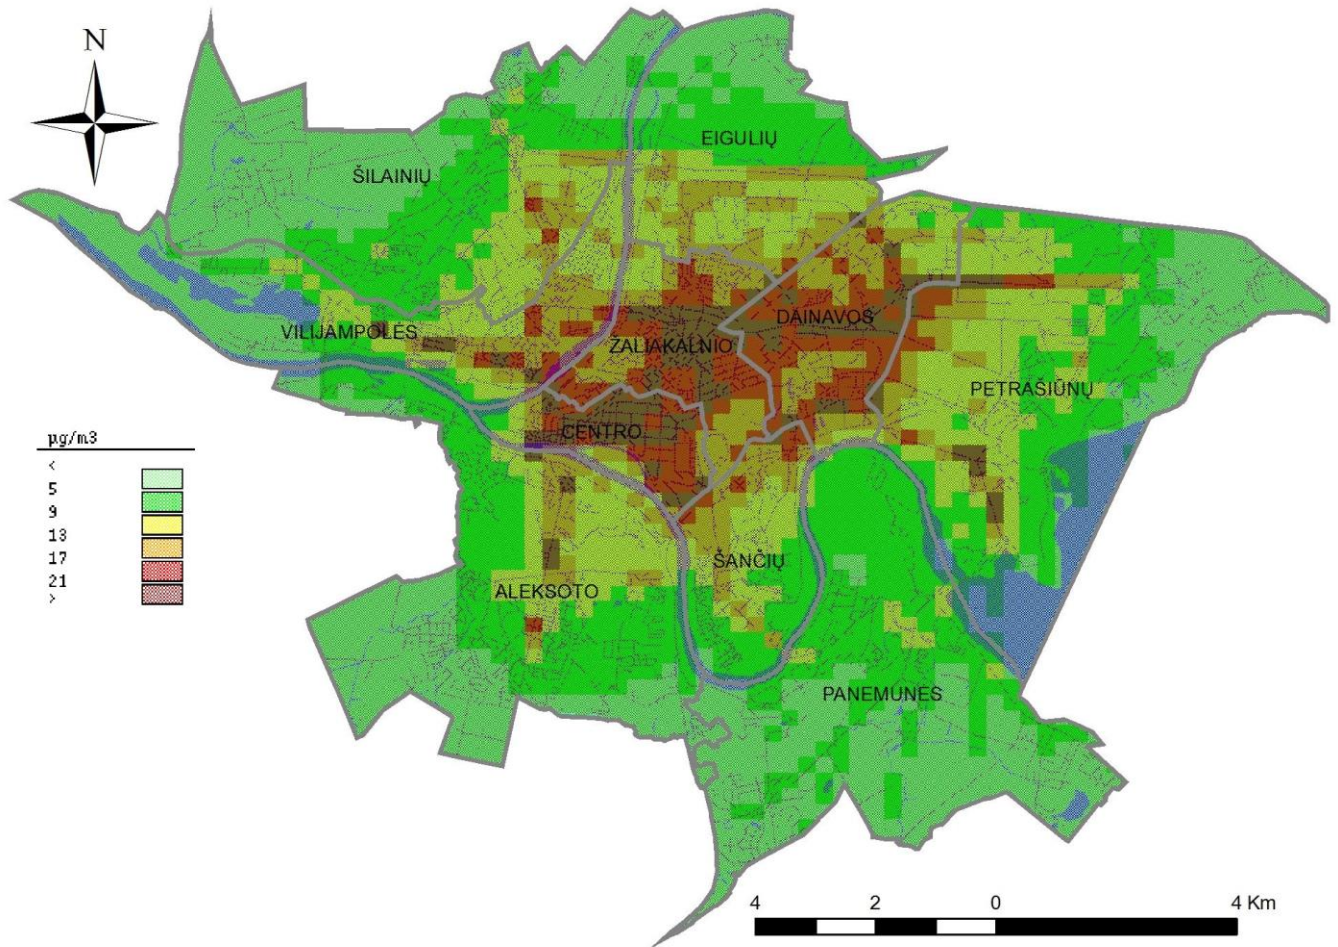 N
EIGULIŲ
ŠILAINIŲ
VILIJAMPOLĖS
DAINAVOS
ŽALIAKALNIO
PETRAŠIŪNŲ
CENTRO
µg/m3
<
5
9
13
17
21
>
ŠANČIŲ
ALEKSOTO
PANEMUNĖS
4 2 0 4 Km